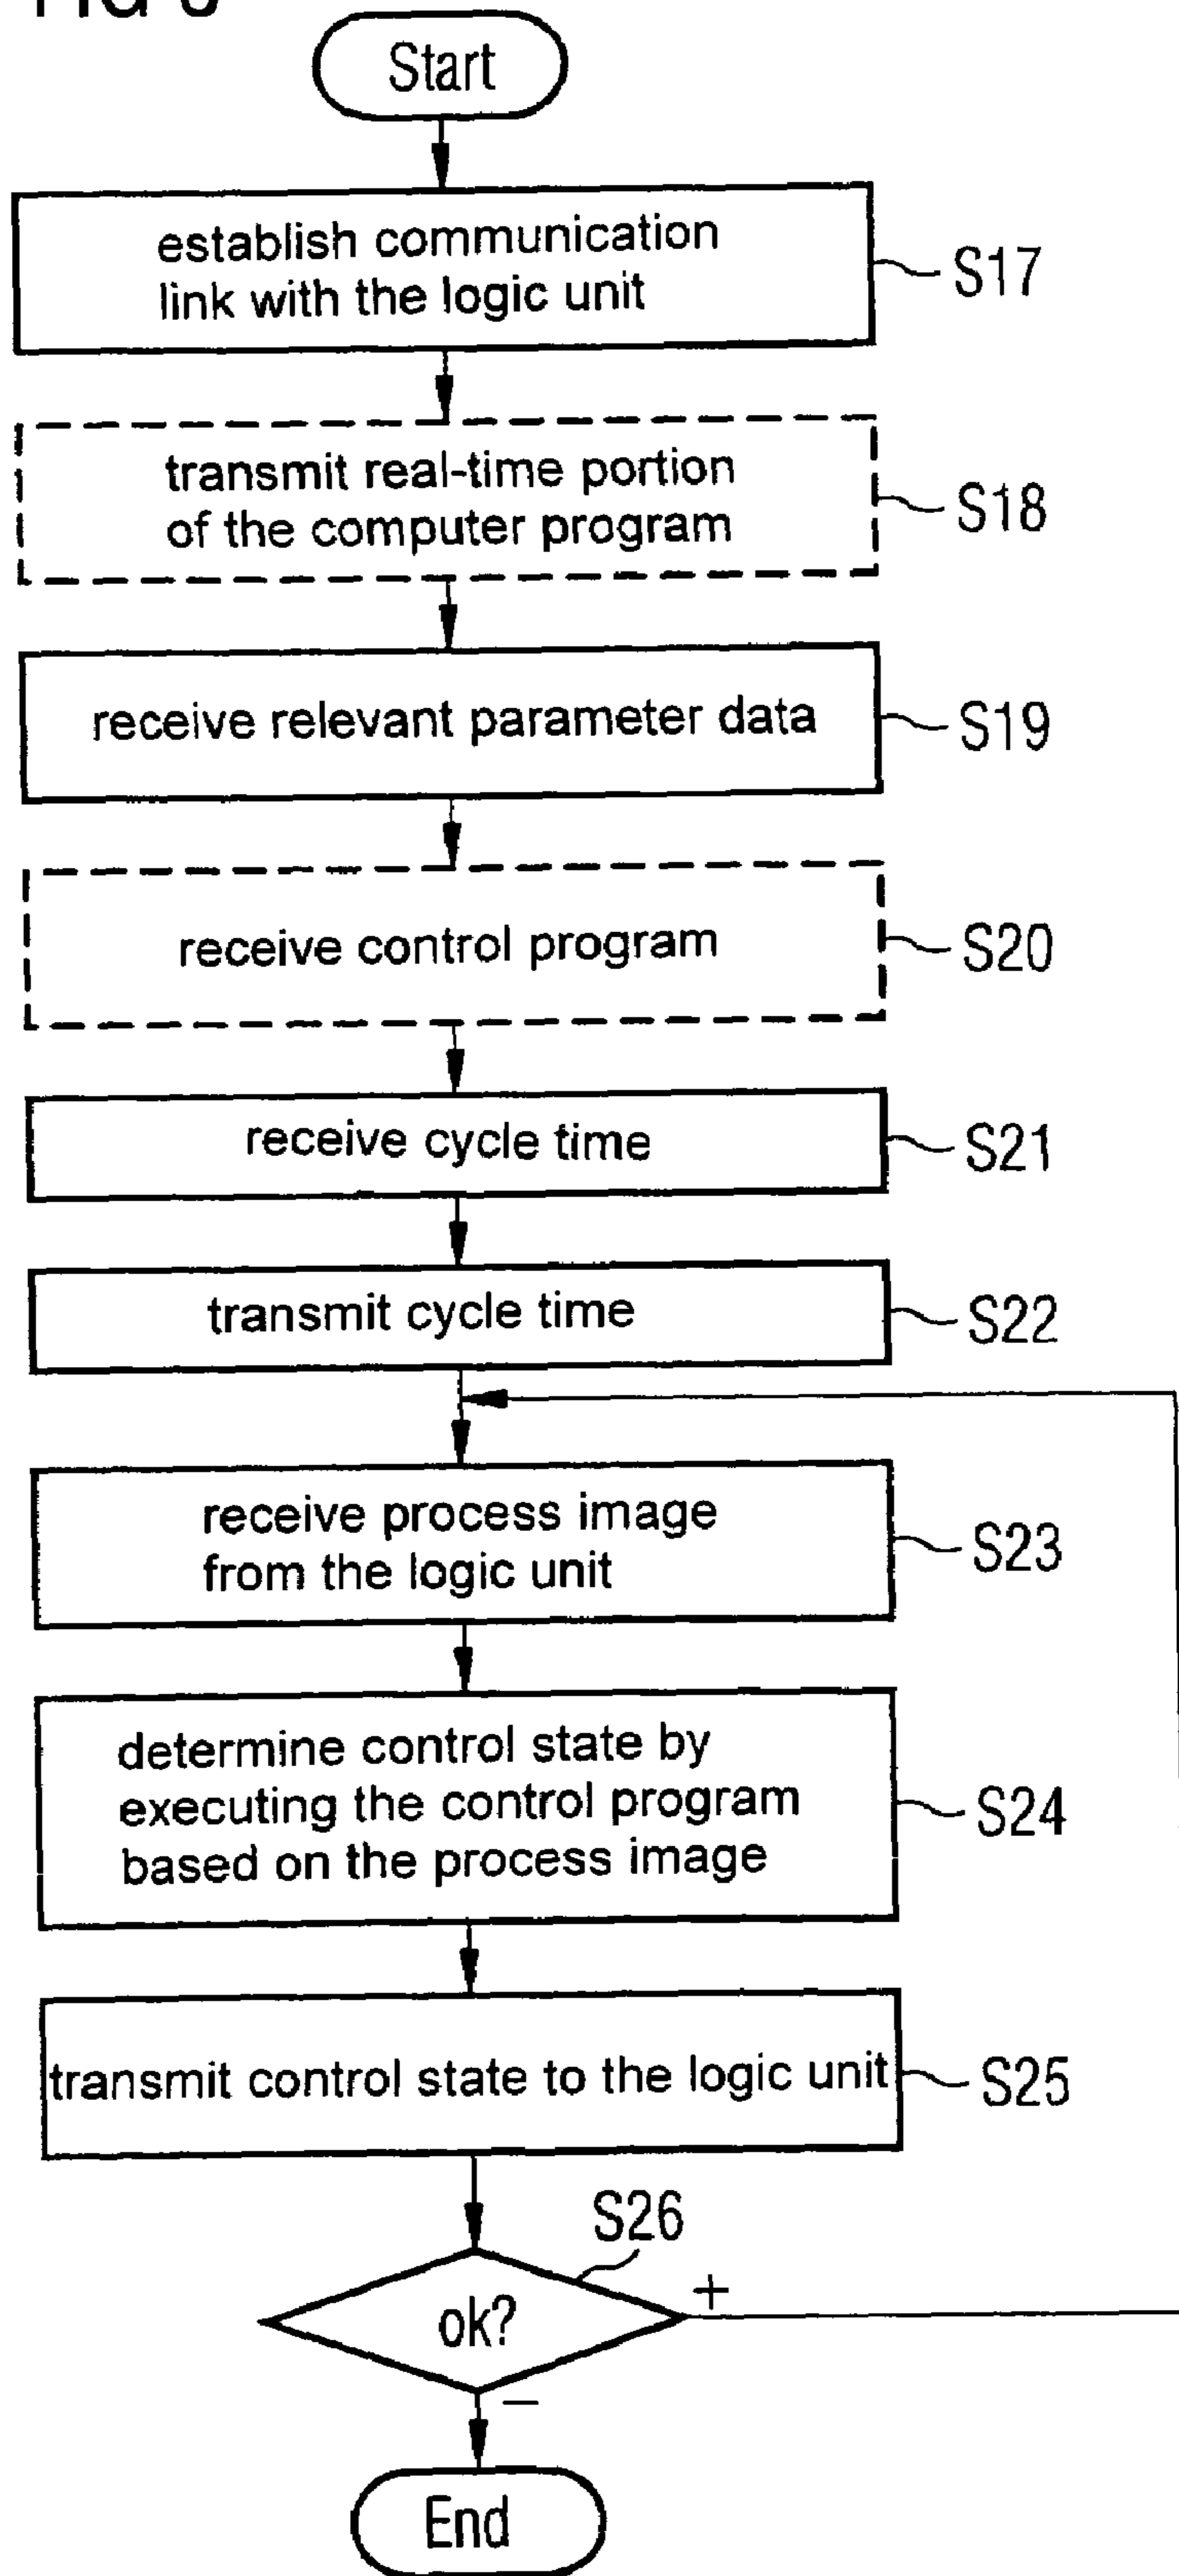 Start
establish communication
link with the logic unit
S17
transmit real-time portion
of the computer program
S18
receive relevant parameter data
S19
receive control program
S20
receive cycle time
S21
transmit cycle time
S22
receive process image
from the logic unit
S23
determine control state by
executing the control program
based on the process image
S24
transmit control state to the logic unit
S25
S26
ok?
+
–
End